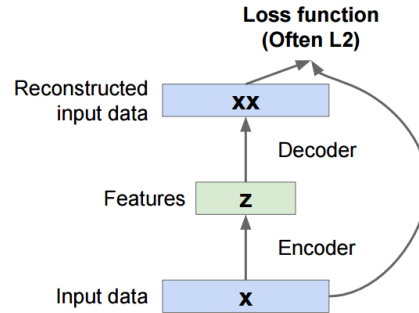 Loss function
(Often L2)
Reconstructed
input data
xx
Decoder
Features
z
Encoder
Input data
x